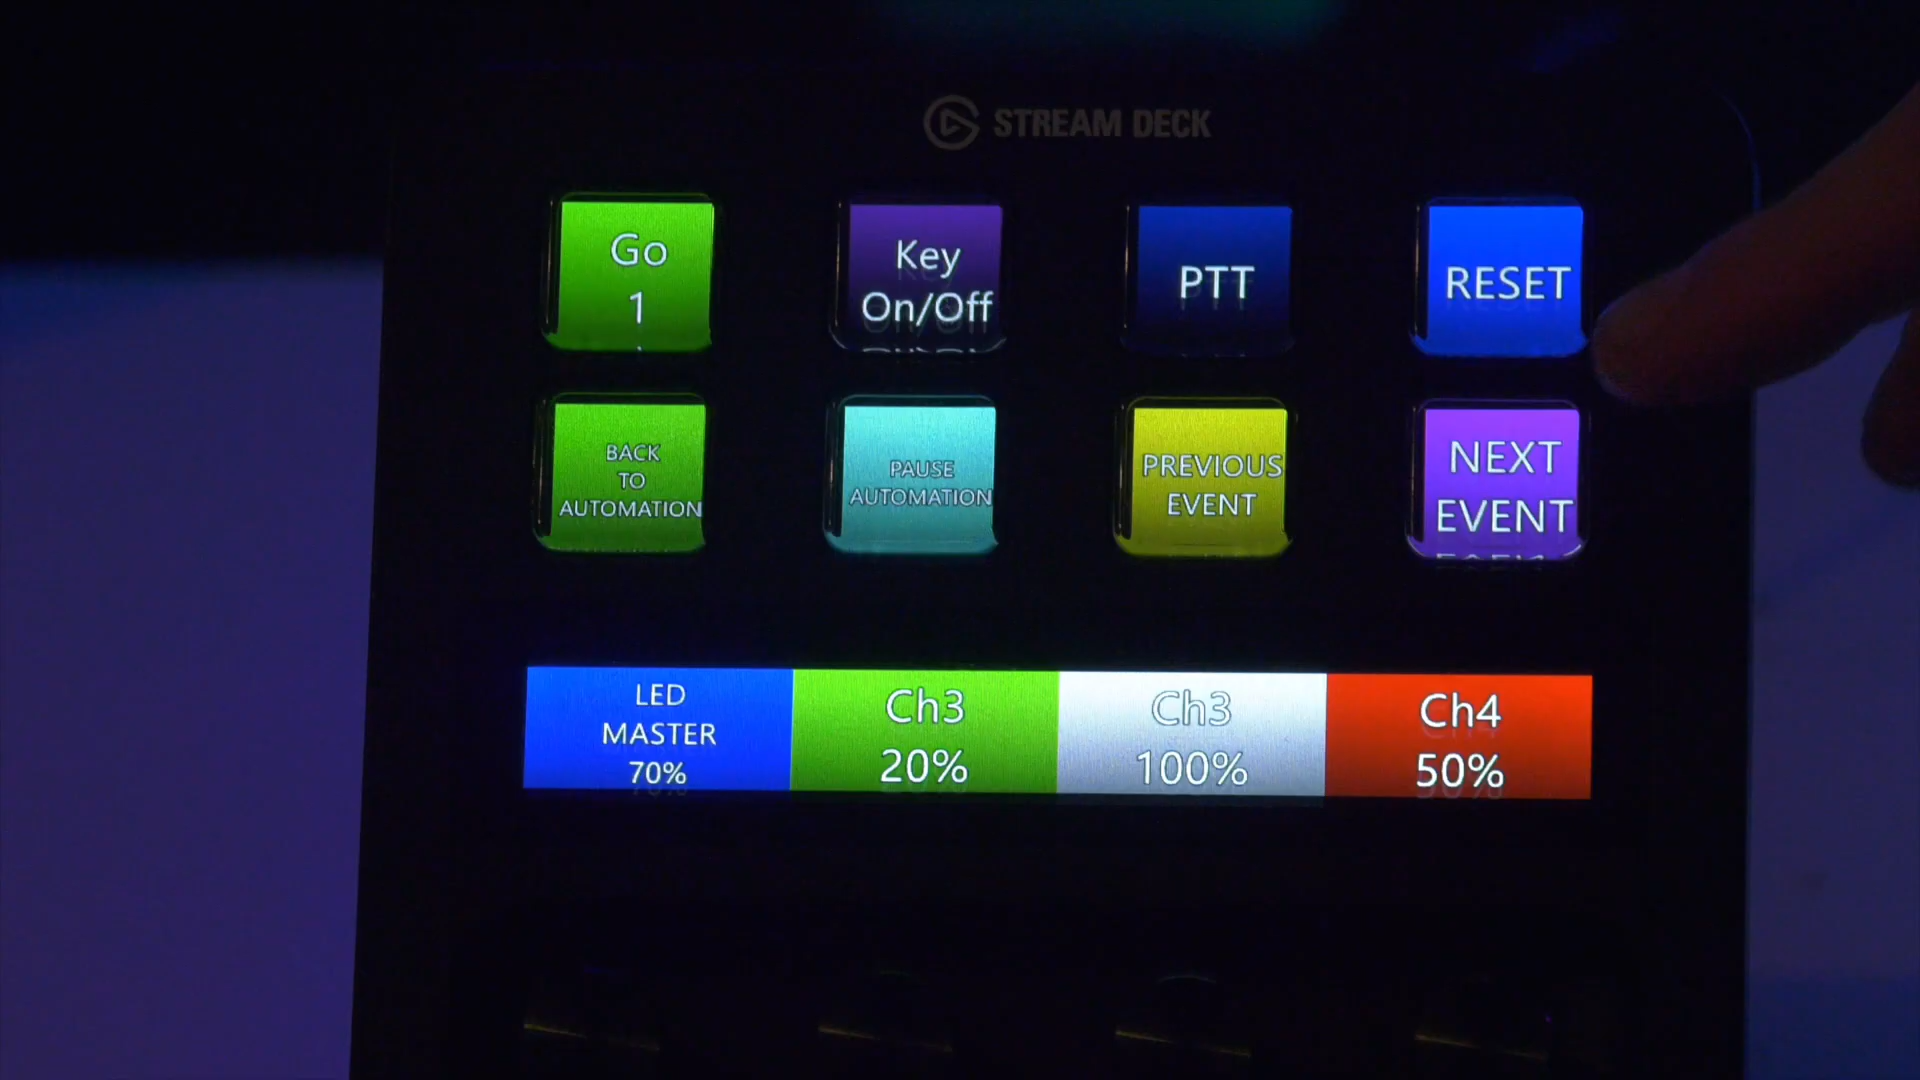 STREAM DECK
Go
1
Key
On/Off
PTT
RESET
BACK
TO
AUTOMATION
PAUSE
AUTOMATION
PREVIOUS
EVENT
NEXT
EVENT
LED
MASTER
70%
Ch3
20%
Ch3
100%
Ch4
50%